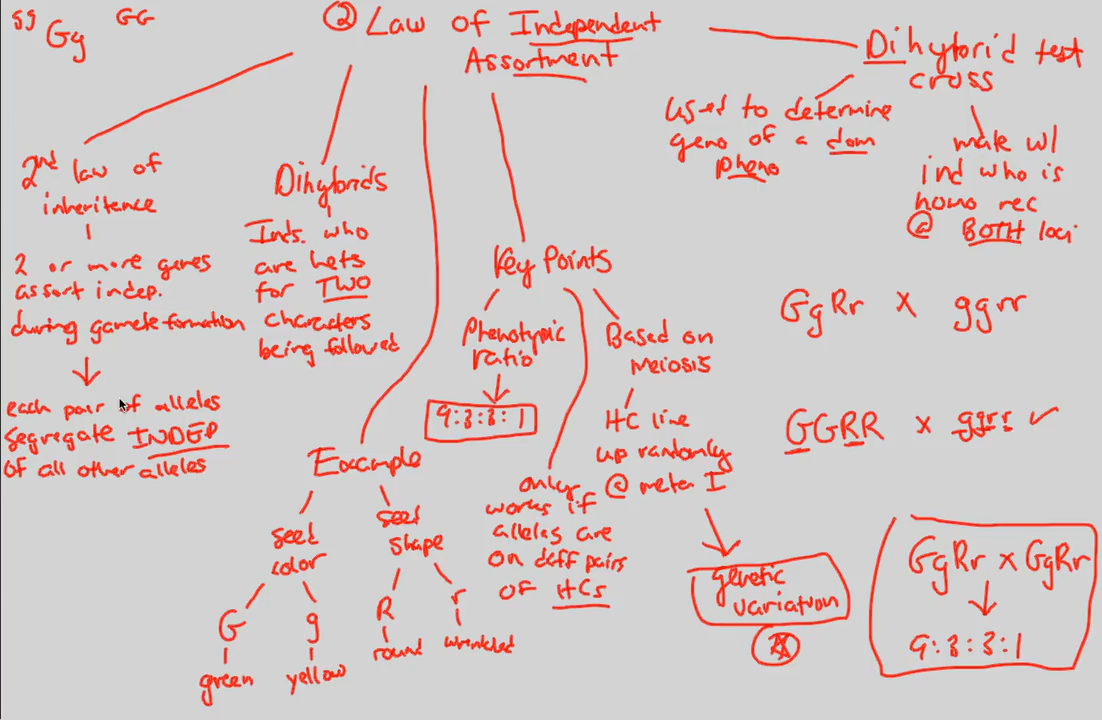 gg Gg GG
② Law of Independent
Assortment
2nd law of
inheritence
2 or more genes
assort indep.
during gamete formation
each pair of alleles
segregate INDEP
of all other alleles
Dihybrids
Inds. who
are hets
for TWO
characters
being followed
Example
seed
color
G
green
g
yellow
seed
shape
R
round
r
wrinkled
Key Points
Phenotypic
ratio
9:3:3:1
only
works if
alleles are
on diff pairs
of HCs
Based on
meiosis
HC line
up randomly
@ meta I
genetic
variation
Dihybrid test
cross
used to determine
geno of a dom
pheno
make w/
ind who is
homo rec
@ BOTH loci
GgRr x ggrr
GGRR x ggrr ✓
GgRr x GgRr
9:3:3:1